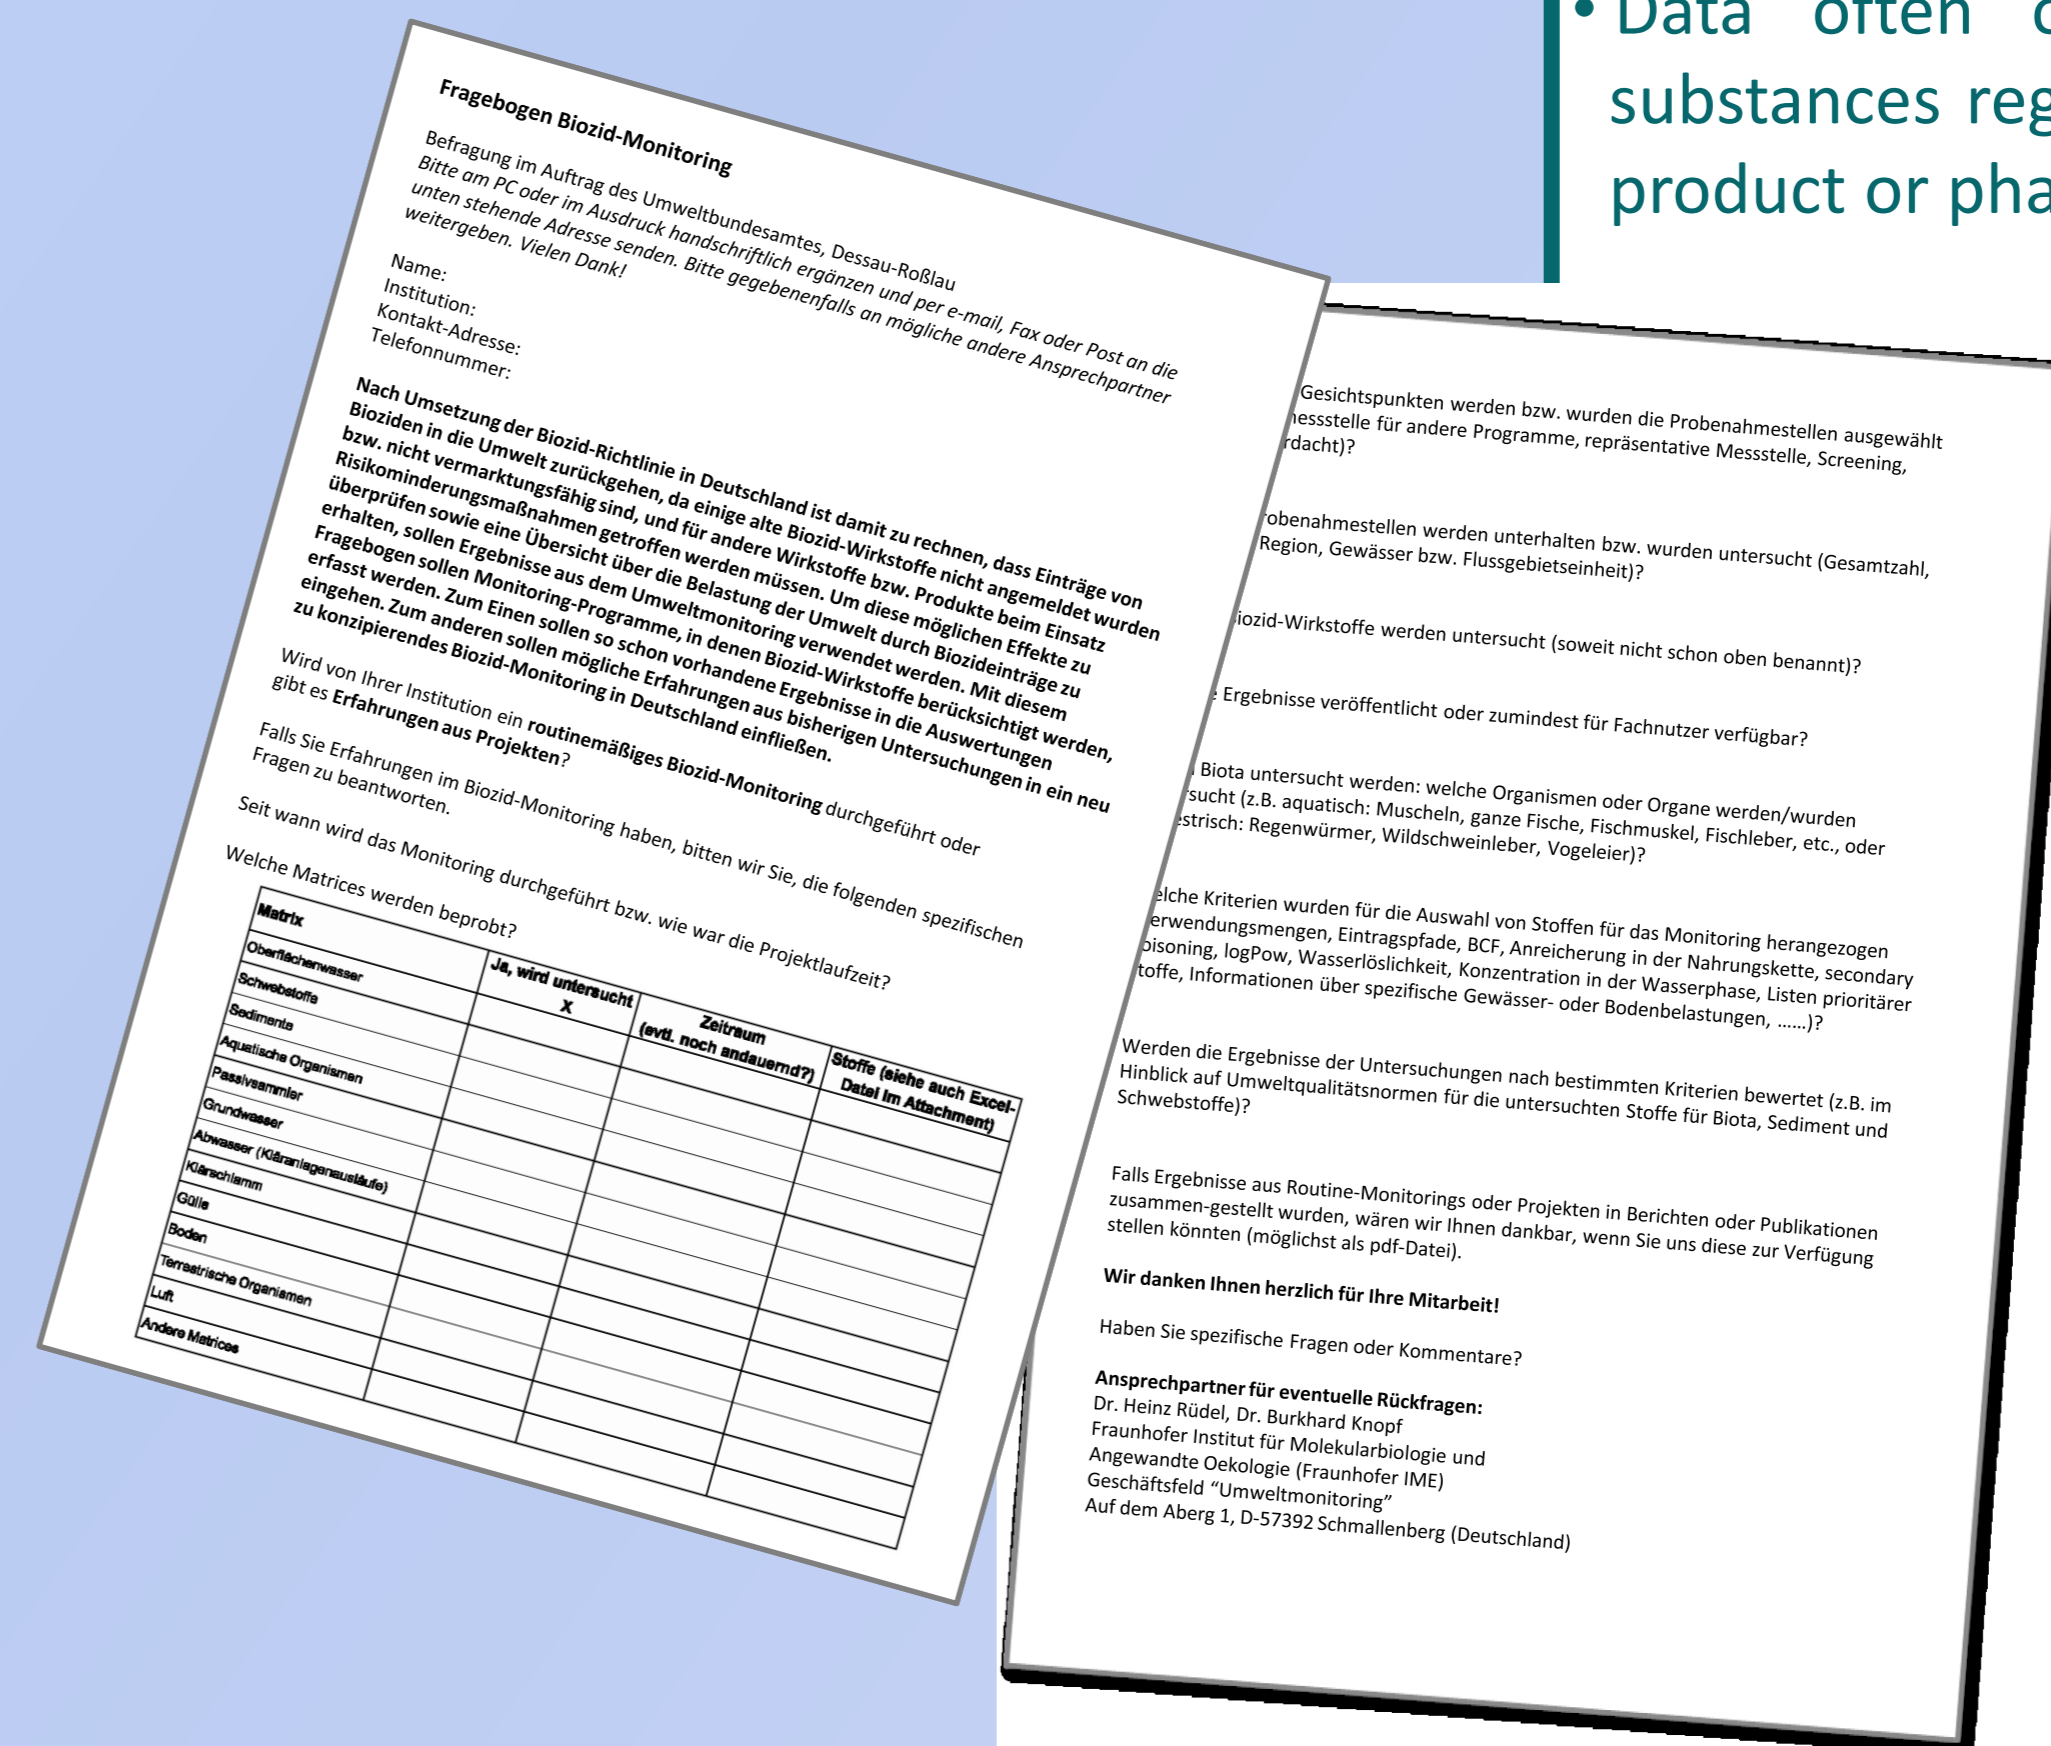 • Data often
substances
product or
Fragebogen Biozid-Monitoring
Befragung im Auftrag des Umweltbundesamtes, Dessau-Roßlau
Bitte am PC oder im Ausdruck handschriftlich ergänzen und per e-mail, Fax oder Post an die
unten stehende Adresse senden. Bitte gegebenenfalls an mögliche andere Ansprechpartner
weitergeben. Vielen Dank!
Name:
Institution:
Kontakt-Adresse:
Telefonnummer:
Nach Umsetzung der Biozid-Richtlinie in Deutschland ist damit zu rechnen, dass Einträge von
Bioziden in die Umwelt zurückgehen, da einige alte Biozid-Wirkstoffe nicht angemeldet wurden
bzw. nicht vermarktungsfähig sind, und für andere Wirkstoffe bzw. Produkte beim Einsatz
Risikominderungsmaßnahmen getroffen werden müssen. Um diese möglichen Effekte zu
überprüfen sowie eine Übersicht über die Belastung der Umwelt durch Biozideinträge zu
erhalten, sollen Ergebnisse aus dem Umweltmonitoring verwendet werden. Mit diesem
Fragebogen sollen Monitoring-Programme, in denen Biozid-Wirkstoffe berücksichtigt werden,
erfasst werden. Zum Einen sollen so schon vorhandene Ergebnisse in die Auswertungen
eingehen. Zum anderen sollen mögliche Erfahrungen aus bisherigen Untersuchungen in ein neu
zu konzipierendes Biozid-Monitoring in Deutschland einfließen.
Wird von Ihrer Institution ein routinemäßiges Biozid-Monitoring durchgeführt oder
gibt es Erfahrungen aus Projekten?
Falls Sie Erfahrungen im Biozid-Monitoring haben, bitten wir Sie, die folgenden spezifischen
Fragen zu beantworten.
Seit wann wird das Monitoring durchgeführt bzw. wie war die Projektlaufzeit?
Welche Matrices werden beprobt?
Matrix
Ja, wird untersucht
X
Zeitraum
(evtl. noch andauernd?)
Stoffe (siehe auch Excel-
Datei im Attachment)
Oberflächenwasser
Schwebstoffe
Sedimente
Aquatische Organismen
Passivsammler
Grundwasser
Abwasser (Kläranlagenausläufe)
Klärschlamm
Gülle
Boden
Terrestrische Organismen
Luft
Andere Matrices
Gesichtspunkten werden bzw. wurden die Probenahmestellen ausgewählt
für andere Programme, repräsentative Messstelle, Screening,
werden unterhalten bzw. wurden untersucht (Gesamtzahl,
Region, Gewässer bzw. Flussgebietseinheit)?
werden untersucht (soweit nicht schon oben benannt)?
Ergebnisse veröffentlicht oder zumindest für Fachnutzer verfügbar?
Biota untersucht werden: welche Organismen oder Organe werden/wurden
(z.B. aquatisch: Muscheln, ganze Fische, Fischmuskel, Fischleber, etc., oder
Regenwürmer, Wildschweinleber, Vogeleier)?
Kriterien wurden für die Auswahl von Stoffen für das Monitoring herangezogen
Eintragspfade, BCF, Anreicherung in der Nahrungskette, secondary
logPow, Wasserlöslichkeit, Konzentration in der Wasserphase, Listen prioritärer
Informationen über spezifische Gewässer- oder Bodenbelastungen, ......)?
Werden die Ergebnisse der Untersuchungen nach bestimmten Kriterien bewertet (z.B. im
Hinblick auf Umweltqualitätsnormen für die untersuchten Stoffe für Biota, Sediment und
Schwebstoffe)?
Falls Ergebnisse aus Routine-Monitorings oder Projekten in Berichten oder Publikationen
zusammen-gestellt wurden, wären wir Ihnen dankbar, wenn Sie uns diese zur Verfügung
stellen könnten (möglichst als pdf-Datei).
Wir danken Ihnen herzlich für Ihre Mitarbeit!
Haben Sie spezifische Fragen oder Kommentare?
Ansprechpartner für eventuelle Rückfragen:
Dr. Heinz Rüdel, Dr. Burkhard Knopf
Fraunhofer Institut für Molekularbiologie und
Angewandte Oekologie (Fraunhofer IME)
Geschäftsfeld “Umweltmonitoring”
Auf dem Aberg 1, D-57392 Schmallenberg (Deutschland)